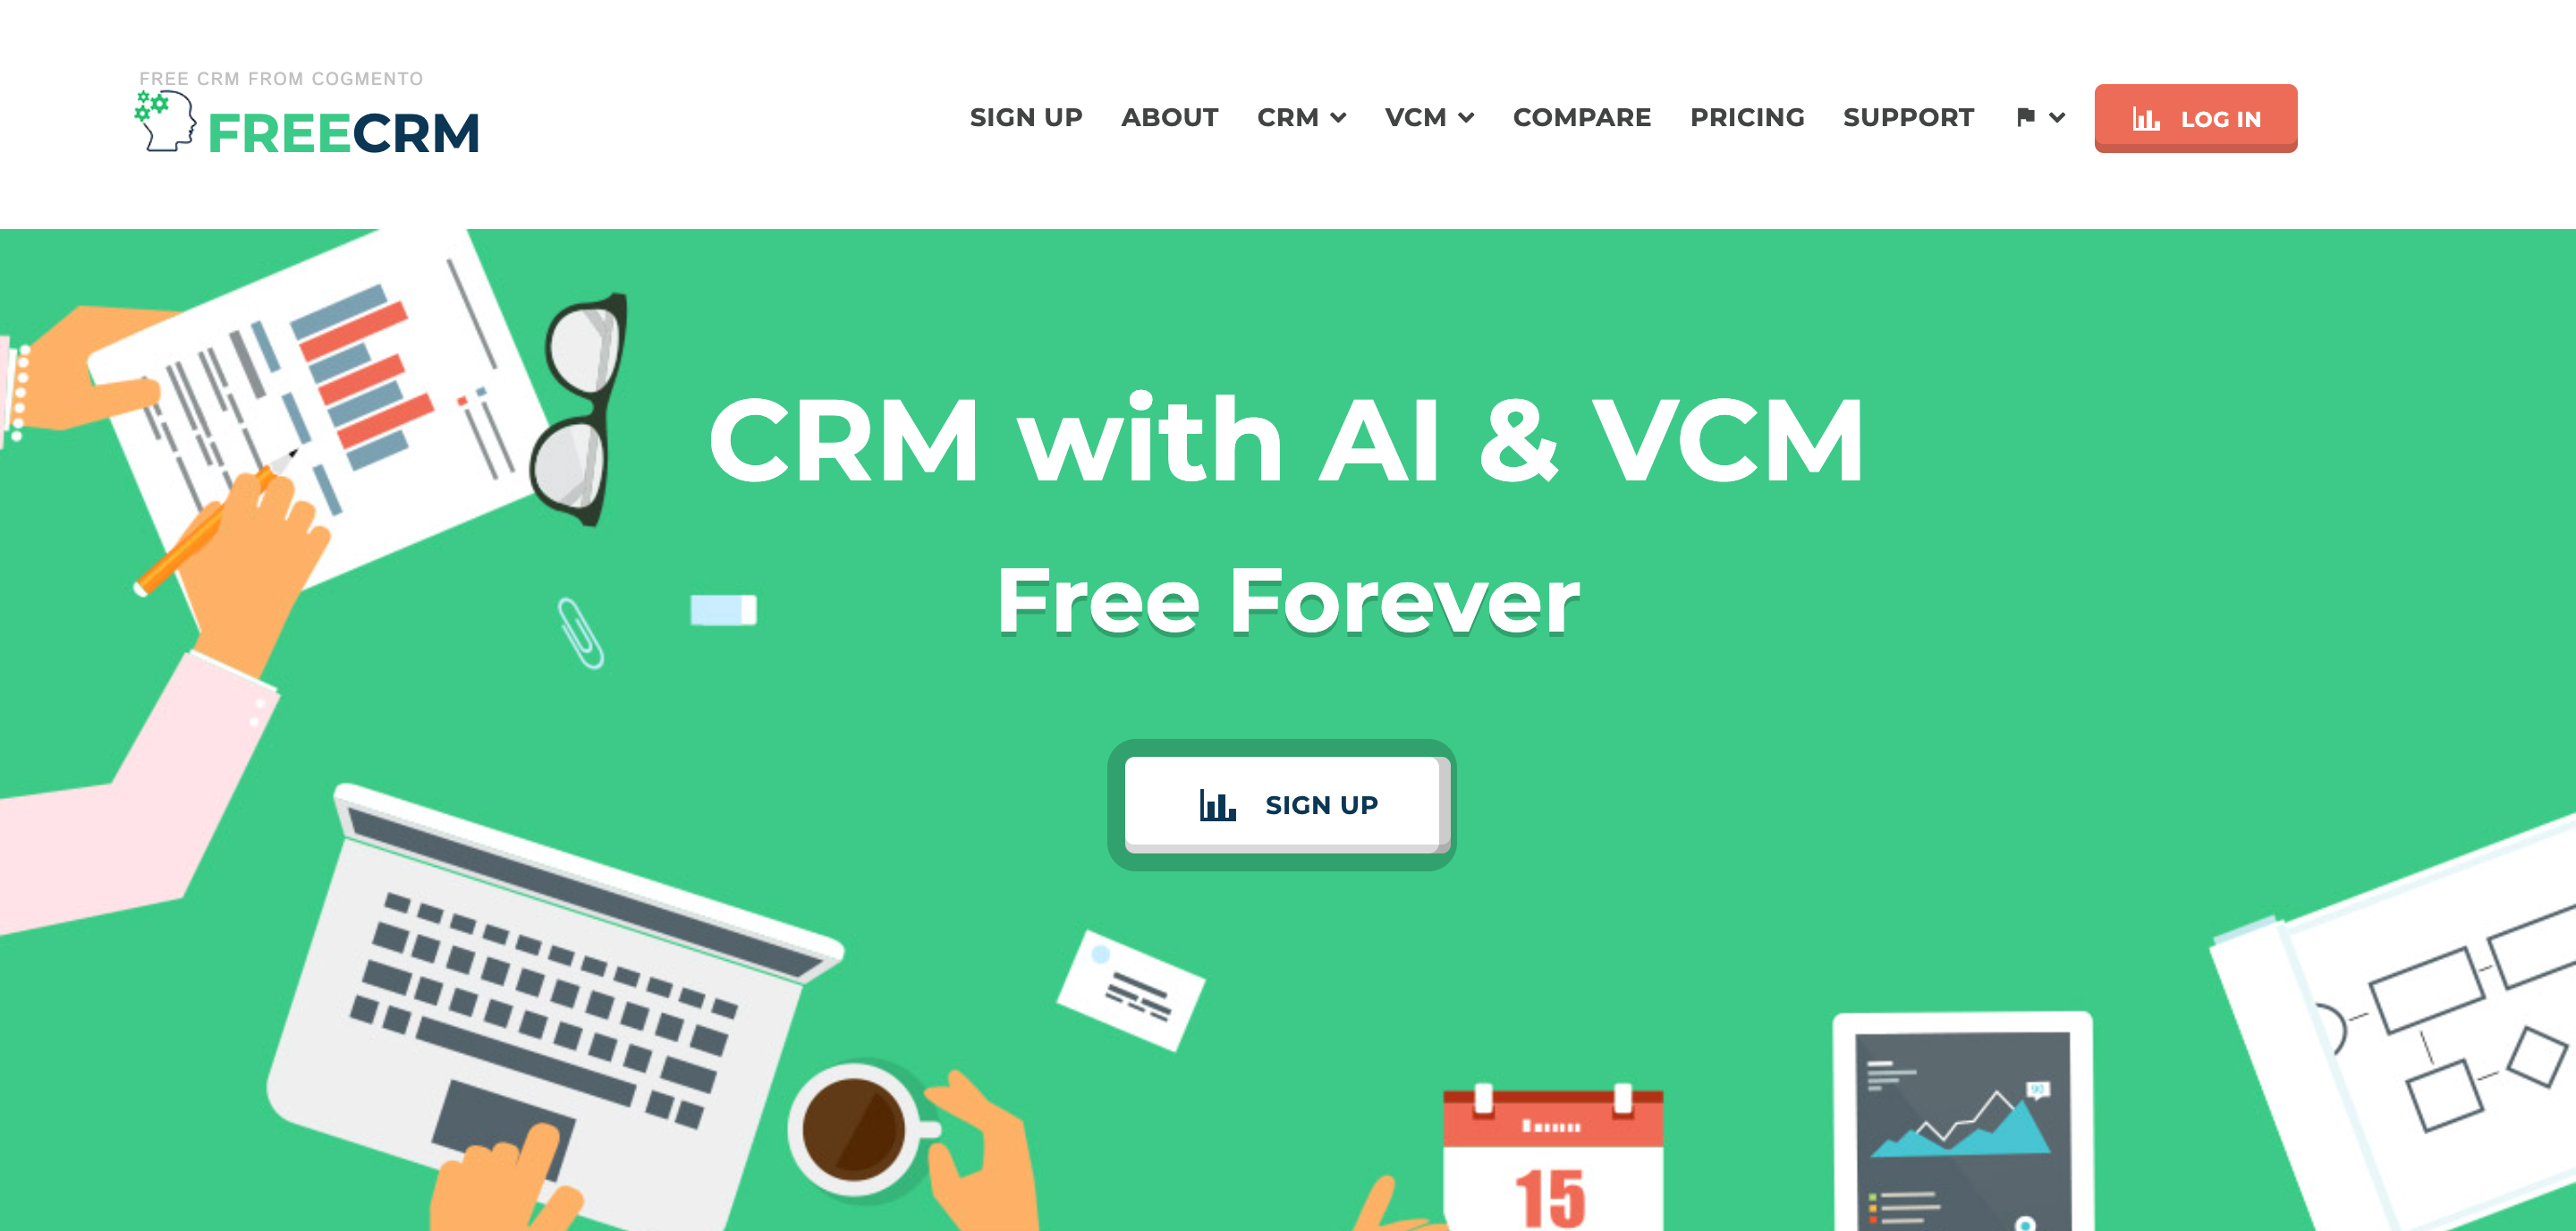 FREE CRM FROM COGMENTO
FREECRM
SIGN UP ABOUT CRM VCM COMPARE PRICING SUPPORT LOG IN
CRM with AI & VCM
Free Forever
SIGN UP
90
15